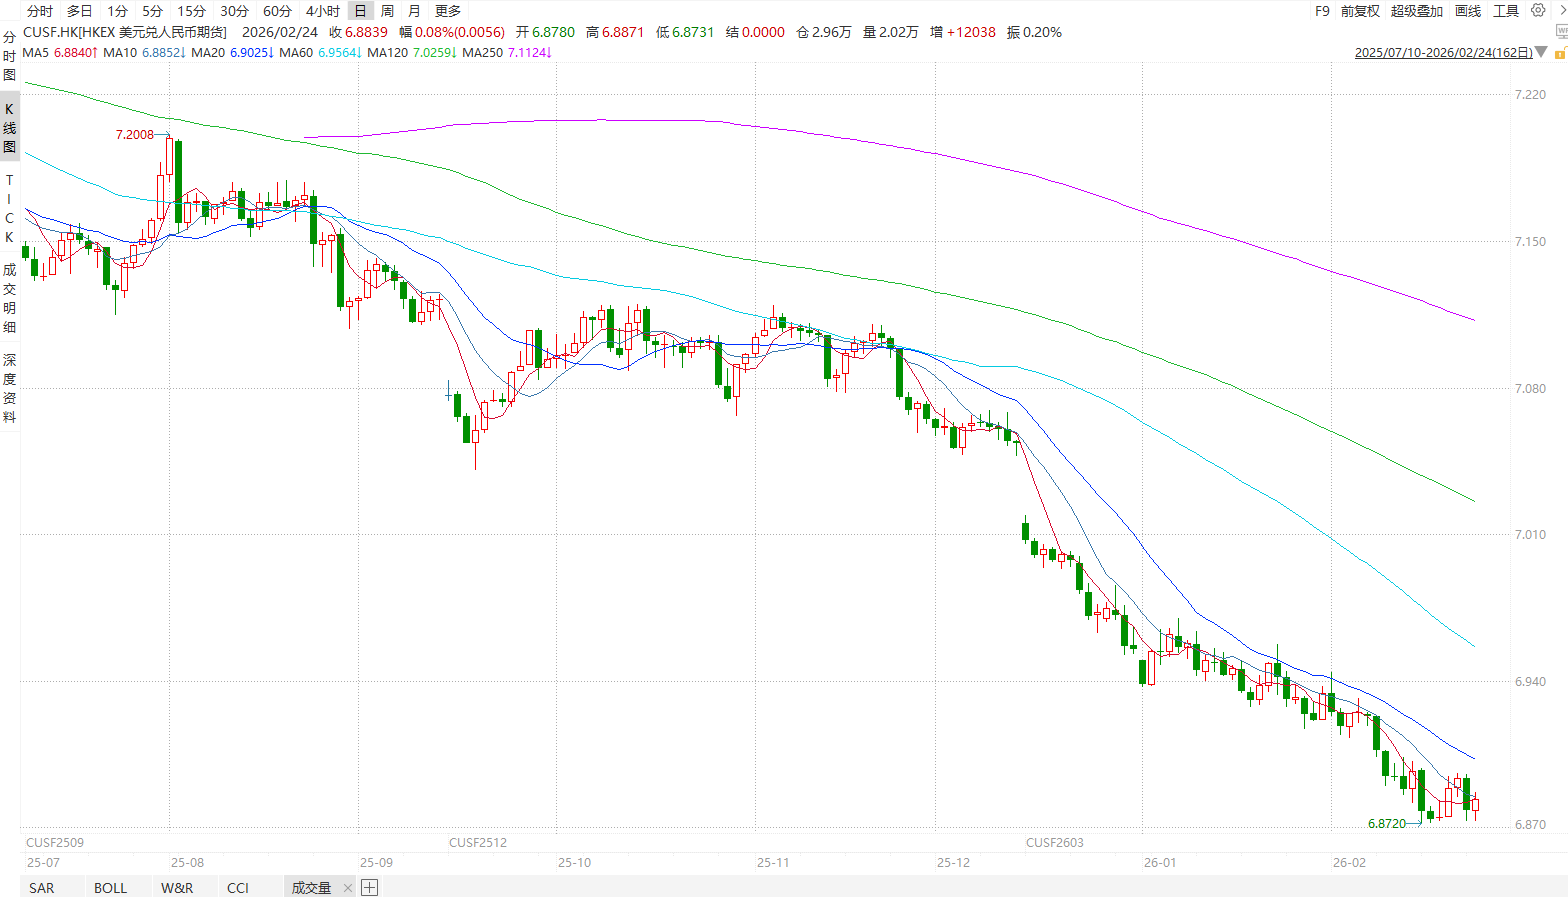 分时 多日 1分 5分 15分 30分 60分 4小时 日 周 月 更多 F9 前复权 超级叠加 画线 工具
CUSF.HK[HKEX 美元兑人民币期货] 2026/02/24 收 6.8839 幅 0.08%(0.0056) 开 6.8780 高 6.8871 低 6.8731 结 0.0000 仓 2.96万 量 2.02万 增 +12038 振 0.20%
MA5 6.8840↑ MA10 6.8852↓ MA20 6.9025↓ MA60 6.9564↓ MA120 7.0259↓ MA250 7.1124↓
2025/07/10-2026/02/24(162日)
分时图
K线图
TICK
成交明细
深度资料
7.220
7.2008
7.150
7.080
7.010
6.940
6.8720
6.870
CUSF2509 CUSF2512 CUSF2603
25-07 25-08 25-09 25-10 25-11 25-12 26-01 26-02
SAR BOLL W&R CCI 成交量